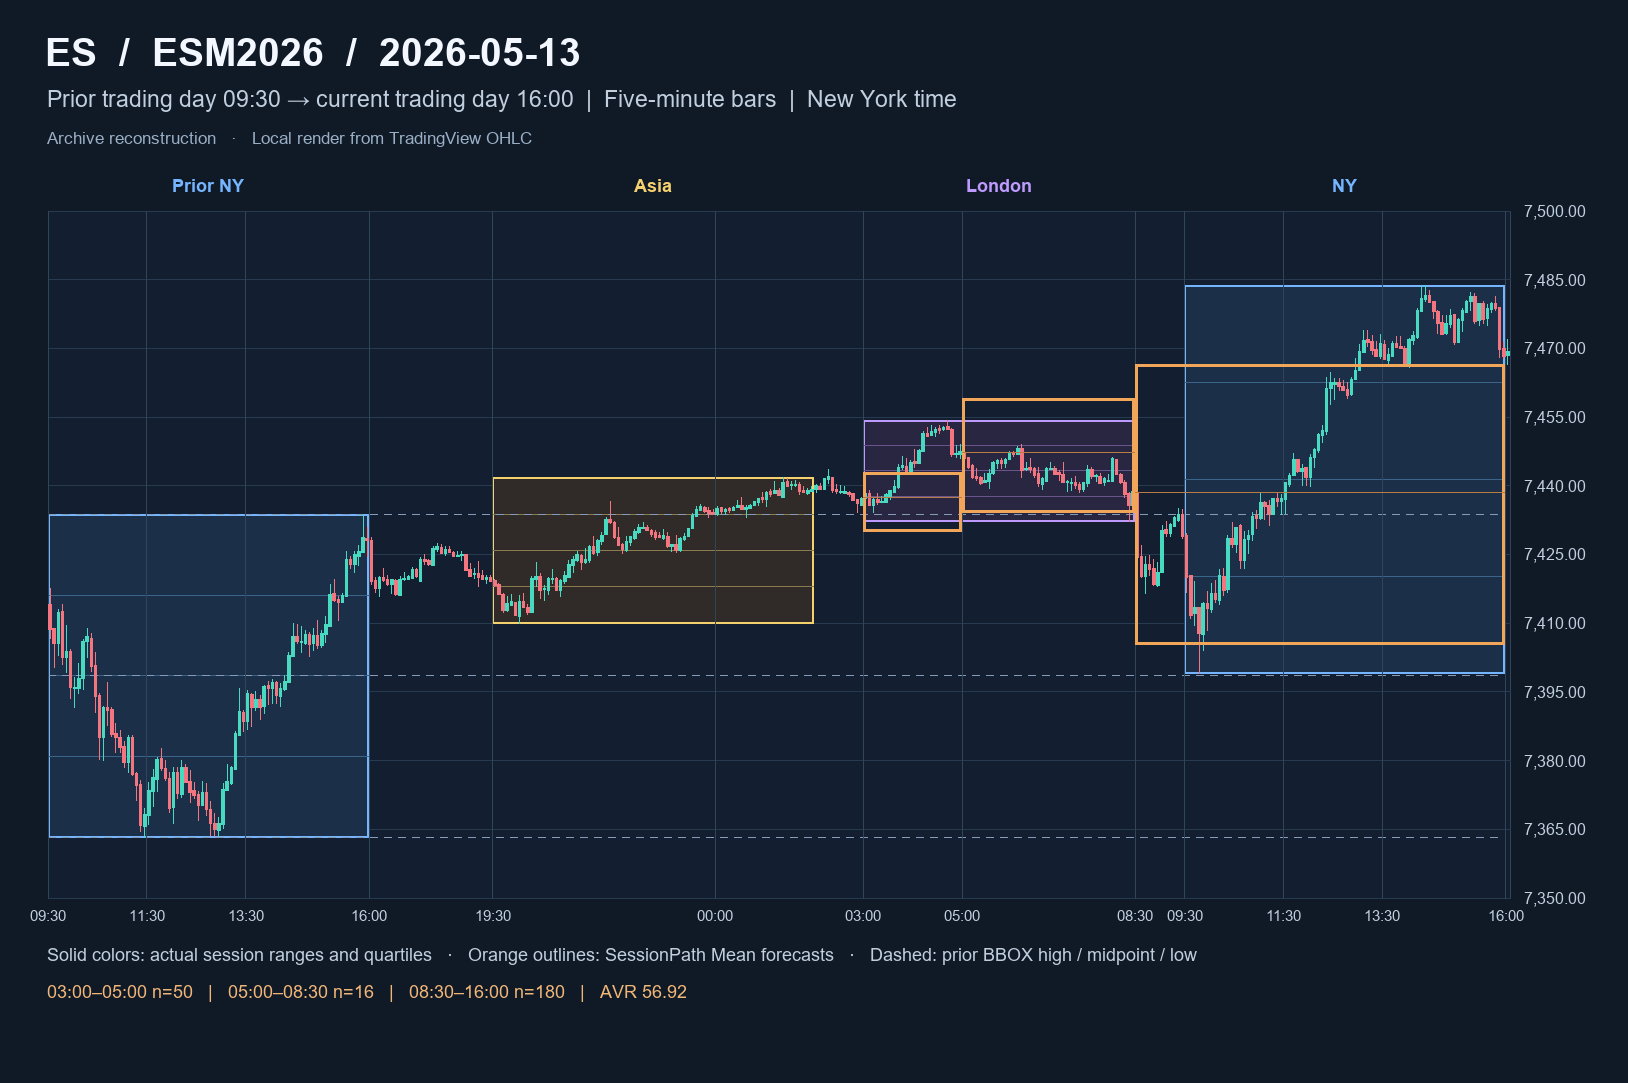 ES / ESM2026 / 2026-05-13
Prior trading day 09:30 → current trading day 16:00 | Five-minute bars | New York time
Archive reconstruction · Local render from TradingView OHLC
Prior NY Asia London NY
7,500.00
7,485.00
7,470.00
7,455.00
7,440.00
7,425.00
7,410.00
7,395.00
7,380.00
7,365.00
7,350.00
09:30 11:30 13:30 16:00 19:30 00:00 03:00 05:00 08:30 09:30 11:30 13:30 16:00
Solid colors: actual session ranges and quartiles · Orange outlines: SessionPath Mean forecasts · Dashed: prior BBOX high / midpoint / low
03:00–05:00 n=50 | 05:00–08:30 n=16 | 08:30–16:00 n=180 | AVR 56.92